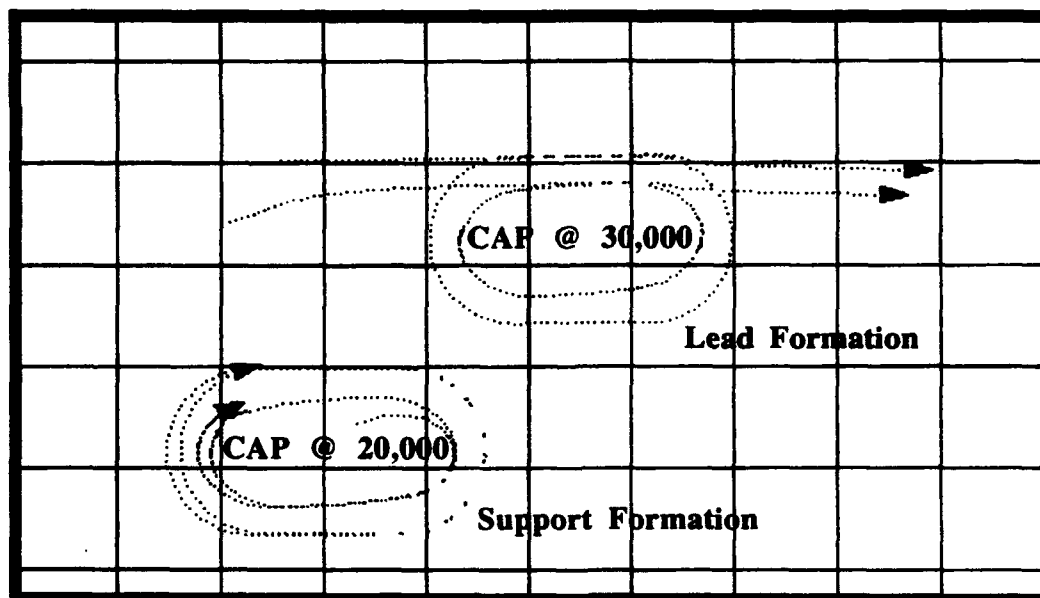 CAP @ 30,000
Lead Formation
CAP @ 20,000
Support Formation